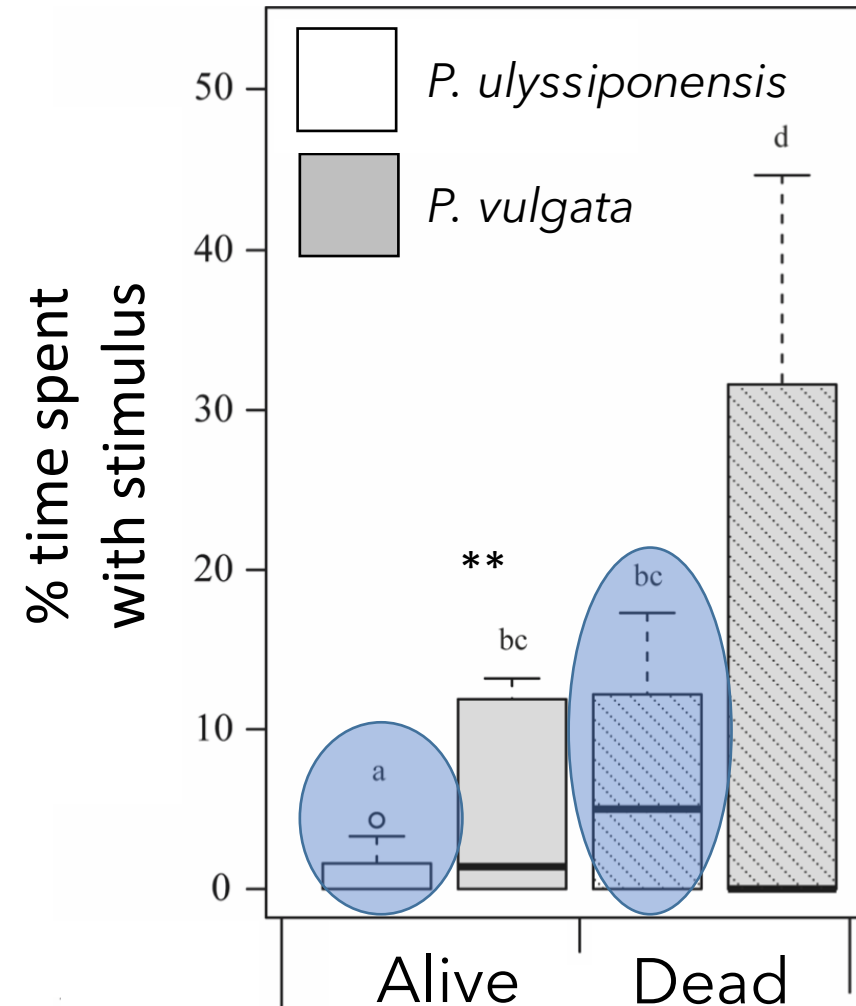 % time spent
with stimulus
50
40
30
20
10
0
P. ulyssiponensis
P. vulgata
a
**
bc
bc
d
Alive
Dead